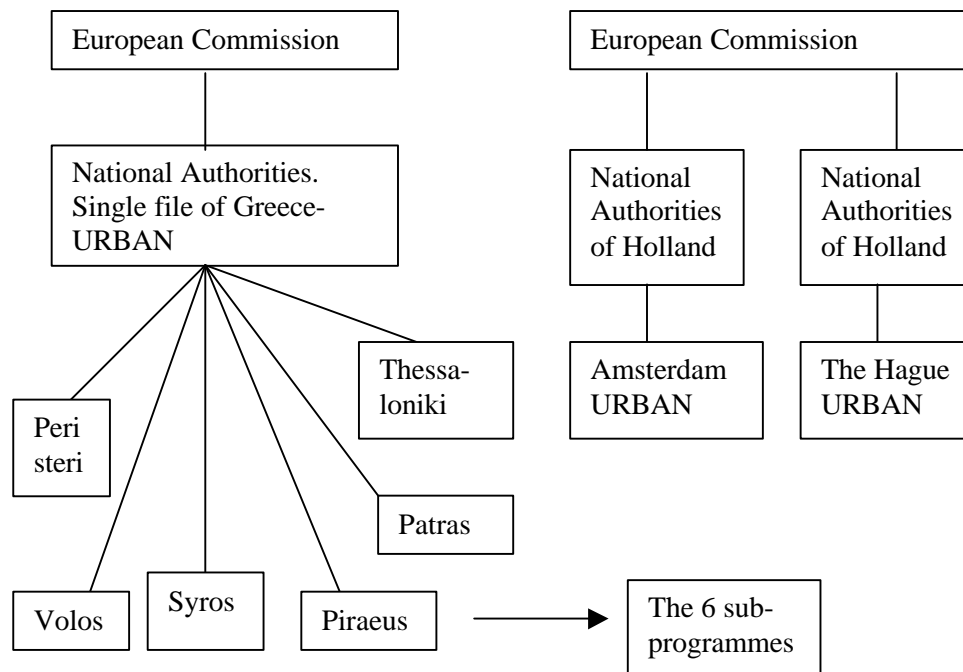 European Commission
European Commission
National Authorities.
Single file of Greece-
URBAN
National
Authorities
of Holland
National
Authorities
of Holland
Thessa-
loniki
Amsterdam
URBAN
The Hague
URBAN
Peri
steri
Patras
Volos
Syros
Piraeus
The 6 sub-
programmes